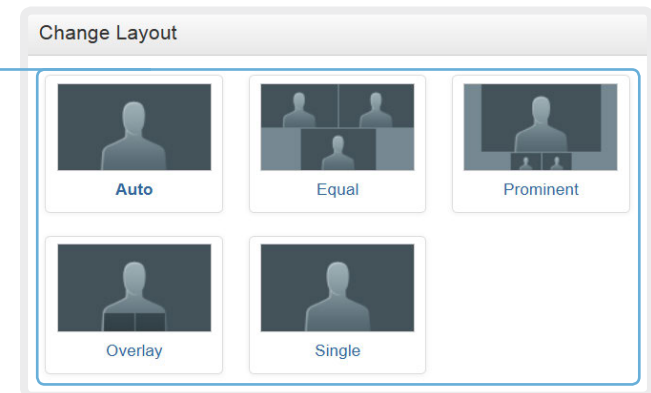 Change Layout
Auto
Equal
Prominent
Overlay
Single